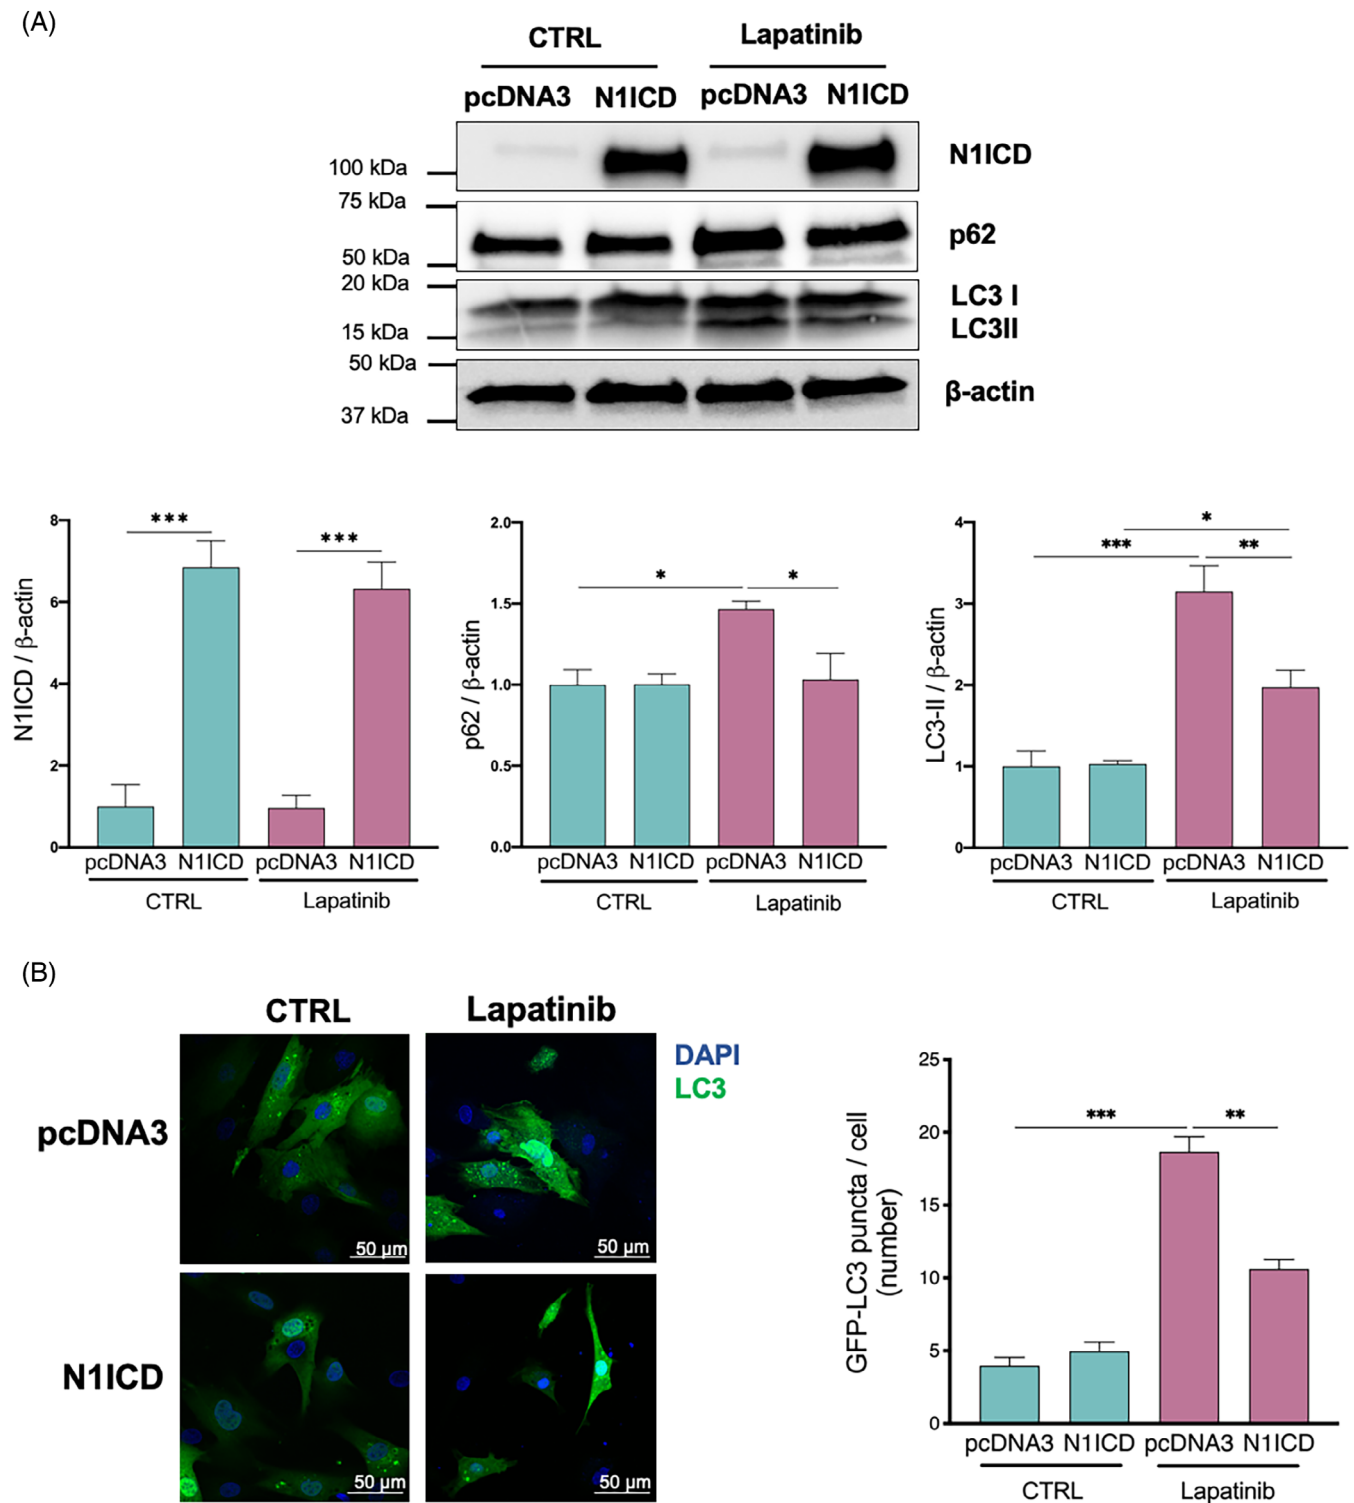 (A)
CTRL Lapatinib
pcDNA3 N1ICD pcDNA3 N1ICD
100 kDa
N1ICD
75 kDa
50 kDa
p62
20 kDa
15 kDa
LC3 I
LC3II
50 kDa
37 kDa
β-actin
N1ICD / β-actin
8
6
4
2
0
*** ***
pcDNA3 N1ICD pcDNA3 N1ICD
CTRL Lapatinib
p62 / β-actin
2.0
1.5
1.0
0.5
0.0
* *
pcDNA3 N1ICD pcDNA3 N1ICD
CTRL Lapatinib
LC3-II / β-actin
4
3
2
1
0
*
*** **
pcDNA3 N1ICD pcDNA3 N1ICD
CTRL Lapatinib
(B)
CTRL Lapatinib
DAPI
LC3
pcDNA3
50 µm 50 µm
N1ICD
50 µm 50 µm
GFP-LC3 puncta / cell
(number)
25
20
15
10
5
0
*** **
pcDNA3 N1ICD pcDNA3 N1ICD
CTRL Lapatinib